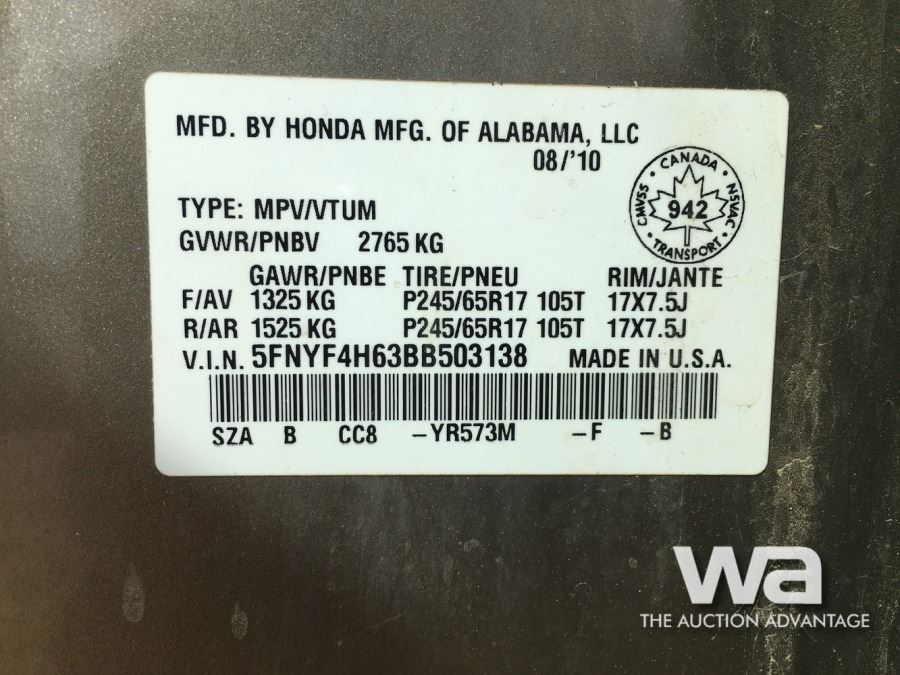 MFD. BY HONDA MFG. OF ALABAMA, LLC
08/'10
CANADA
CMVSS 942 NSVAC
TRANSPORT
TYPE: MPV/VTUM
GVWR/PNBV 2765 KG
GAWR/PNBE TIRE/PNEU RIM/JANTE
F/AV 1325 KG P245/65R17 105T 17X7.5J
R/AR 1525 KG P245/65R17 105T 17X7.5J
V.I.N. 5FNYF4H63BB503138 MADE IN U.S.A.
SZA B CC8 -YR573M -F -B
wa
THE AUCTION ADVANTAGE